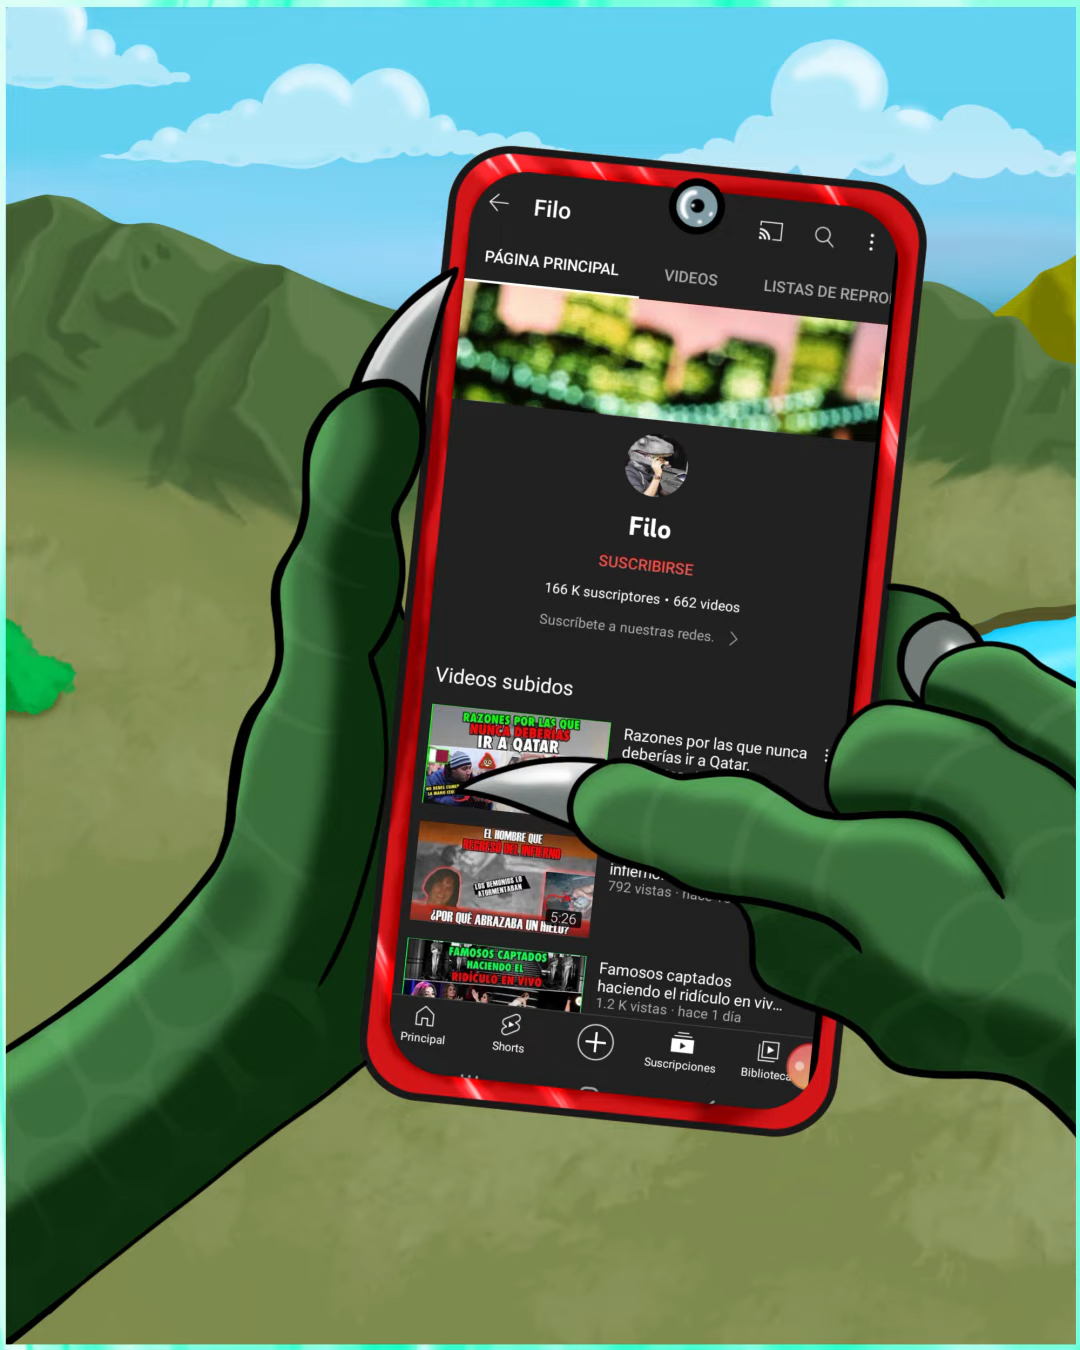 Filo
PÁGINA PRINCIPAL
VIDEOS
LISTAS DE REPRO
Filo
SUSCRIBIRSE
166 K suscriptores • 662 videos
Suscríbete a nuestras redes.
Videos subidos
RAZONES POR LAS QUE
NUNCA DEBERÍAS
IR A QATAR
Razones por las que nunca
deberías ir a Qatar.
EL HOMBRE QUE
REGRESÓ DEL INFIERNO
LOS DEMONIOS LO
ATORMENTABAN
5:26
¿POR QUÉ ABRAZABA UN HIELO?
infierno.
792 vistas · hace
FAMOSOS CAPTADOS
HACIENDO EL
RIDÍCULO EN VIVO
Famosos captados
haciendo el ridículo en viv...
1.2 K vistas · hace 1 día
Principal
Shorts
Suscripciones
Biblioteca